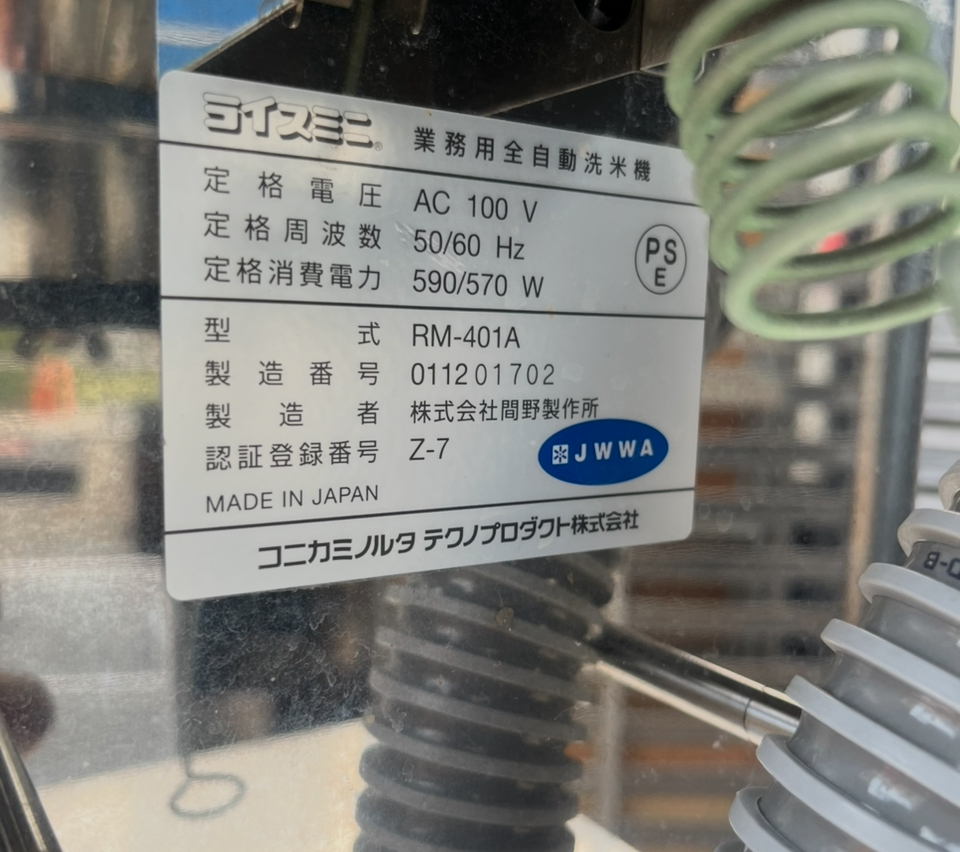 ライスミニ® 業務用全自動洗米機
定格電圧 AC 100 V
定格周波数 50/60 Hz
定格消費電力 590/570 W
PS
E
型式 RM-401A
製造番号 011201702
製造者 株式会社間野製作所
認証登録番号 Z-7
JWWA
MADE IN JAPAN
コニカミノルタ テクノプロダクト株式会社